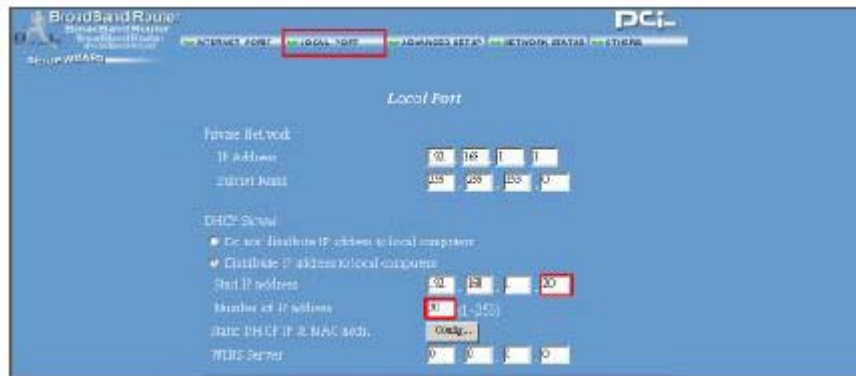 BroadBand Router
PCi
INTERNET PORT LOCAL PORT ADVANCED SETUP NETWORK STATUS OTHERS
SETUP WIZARD
Local Port
Private Network
IP Address 192 168 1 1
Subnet Mask 255 255 255 0
DHCP Server
Do not distribute IP address to local computers
Distribute IP address to local computers
Start IP address 192 168 1 20
Number of IP address (1-253)
Static DHCP IP & MAC addr. Config...
WINS Server 0 0 0